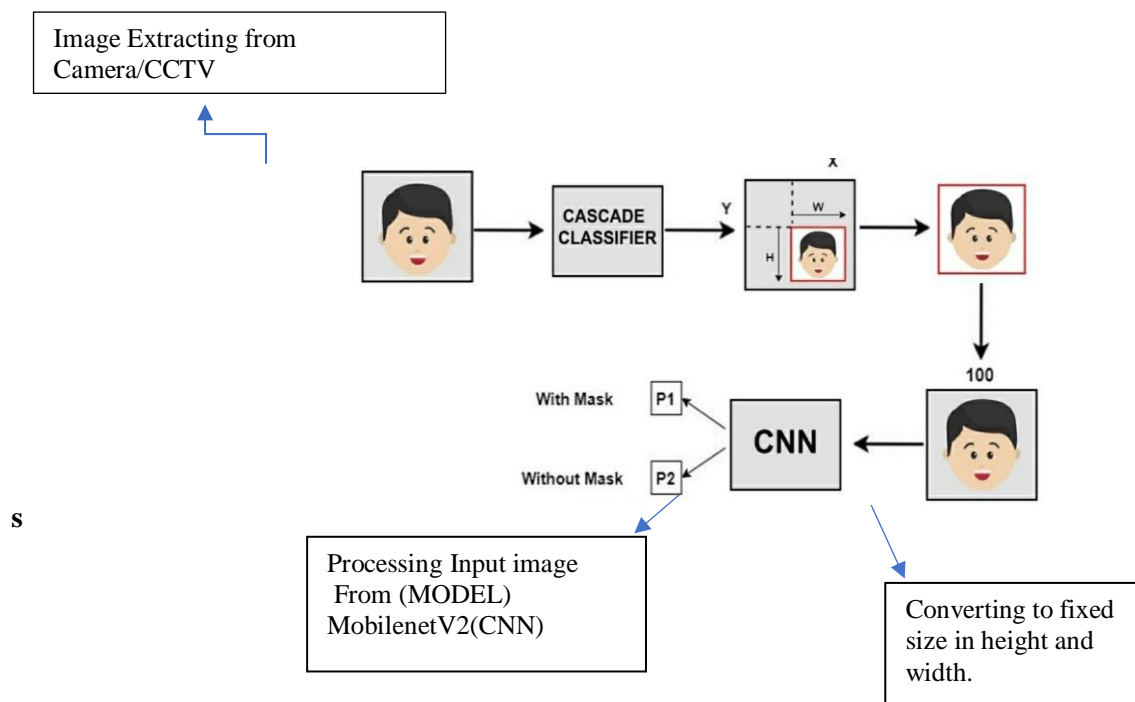 Image Extracting from
Camera/CCTV
X
CASCADE
CLASSIFIER
Y
W
H
100
With Mask
P1
CNN
Without Mask
P2
s
Processing Input image
From (MODEL)
MobilenetV2(CNN)
Converting to fixed
size in height and
width.